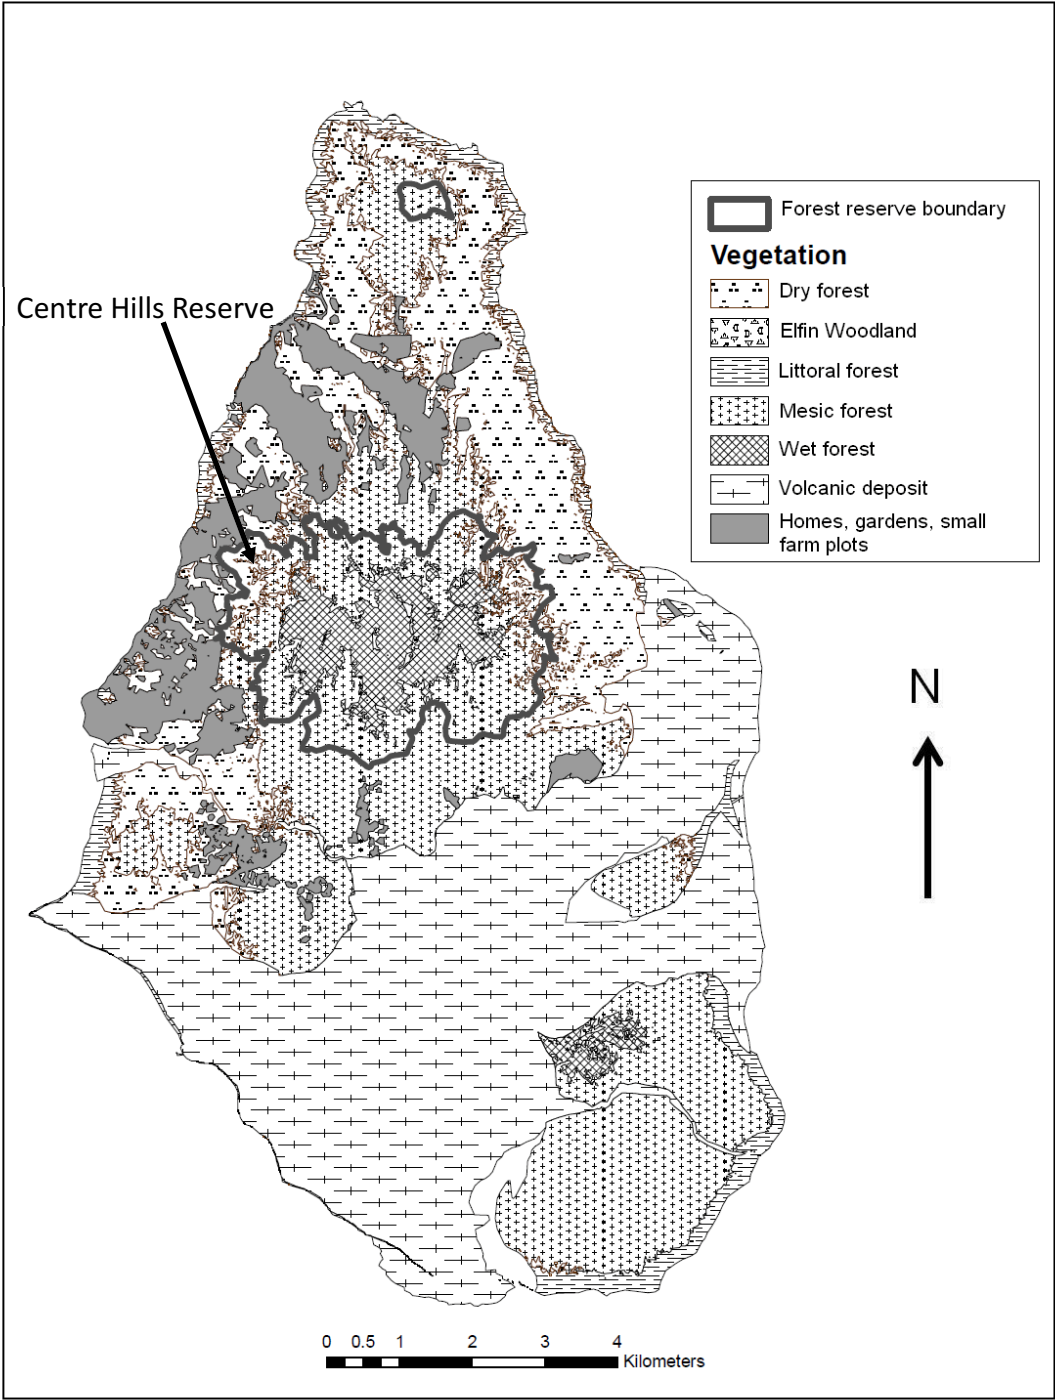 Forest reserve boundary
Vegetation
Dry forest
Elfin Woodland
Littoral forest
Mesic forest
Wet forest
Volcanic deposit
Homes, gardens, small
farm plots
Centre Hills Reserve
N
0 0.5 1 2 3 4
Kilometers